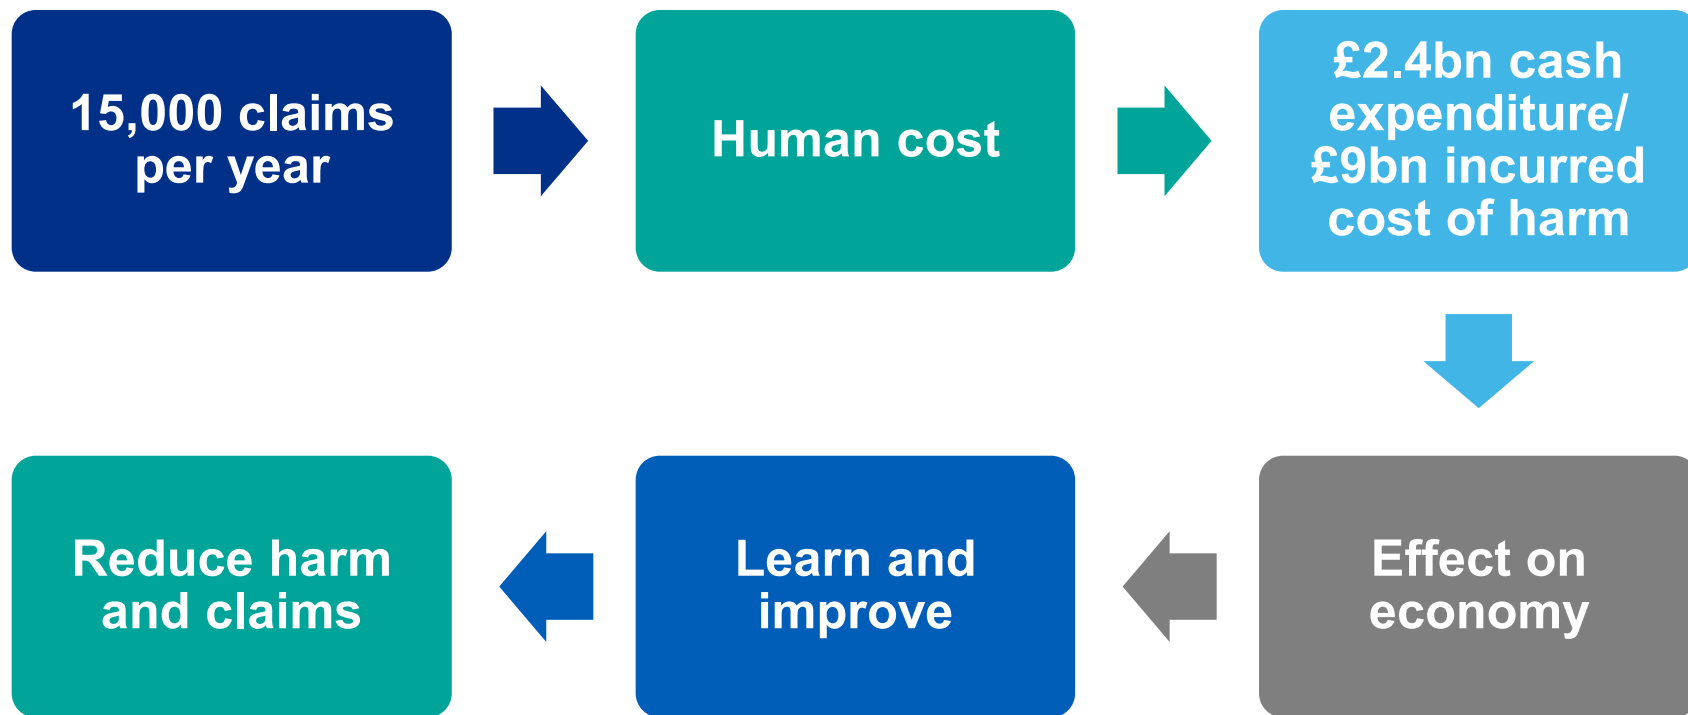 15,000 claims
per year
Human cost
£2.4bn cash
expenditure/
£9bn incurred
cost of harm
Effect on
economy
Learn and
improve
Reduce harm
and claims